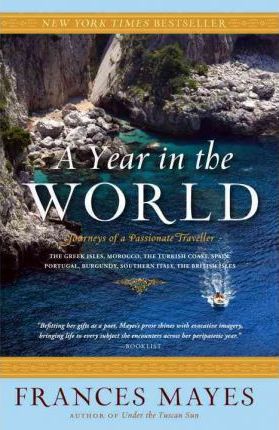 NEW YORK TIMES BESTSELLER
A Year in the
WORLD
Journeys of a Passionate Traveller
THE GREEK ISLES, MOROCCO, THE TURKISH COAST, SPAIN,
PORTUGAL, BURGUNDY, SOUTHERN ITALY, THE BRITISH ISLES
"Befitting her gifts as a poet, Mayes's prose shines with evocative imagery,
bringing life to every subject she encounters across her peripatetic year."
—BOOKLIST
FRANCES MAYES
AUTHOR OF Under the Tuscan Sun